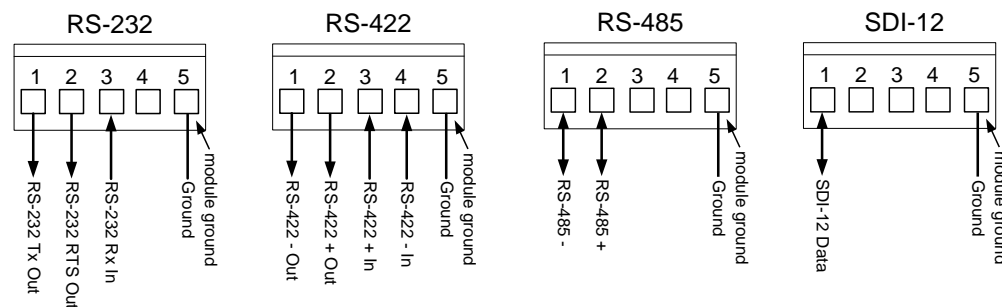 RS-232
1 2 3 4 5
RS-232 Tx Out
RS-232 RTS Out
RS-232 Rx In
Ground
module ground
RS-422
1 2 3 4 5
RS-422 - Out
RS-422 + Out
RS-422 + In
RS-422 - In
Ground
module ground
RS-485
1 2 3 4 5
RS-485 -
RS-485 +
Ground
module ground
SDI-12
1 2 3 4 5
SDI-12 Data
Ground
module ground